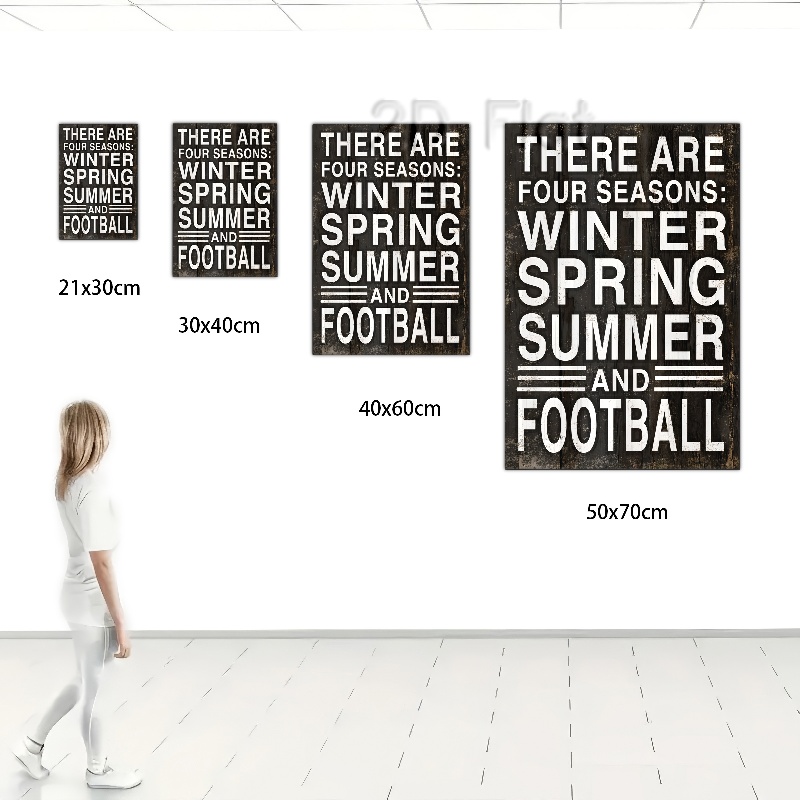 2D Flat
THERE ARE
FOUR SEASONS:
WINTER
SPRING
SUMMER
AND
FOOTBALL
21x30cm
THERE ARE
FOUR SEASONS:
WINTER
SPRING
SUMMER
AND
FOOTBALL
30x40cm
THERE ARE
FOUR SEASONS:
WINTER
SPRING
SUMMER
AND
FOOTBALL
40x60cm
THERE ARE
FOUR SEASONS:
WINTER
SPRING
SUMMER
AND
FOOTBALL
50x70cm